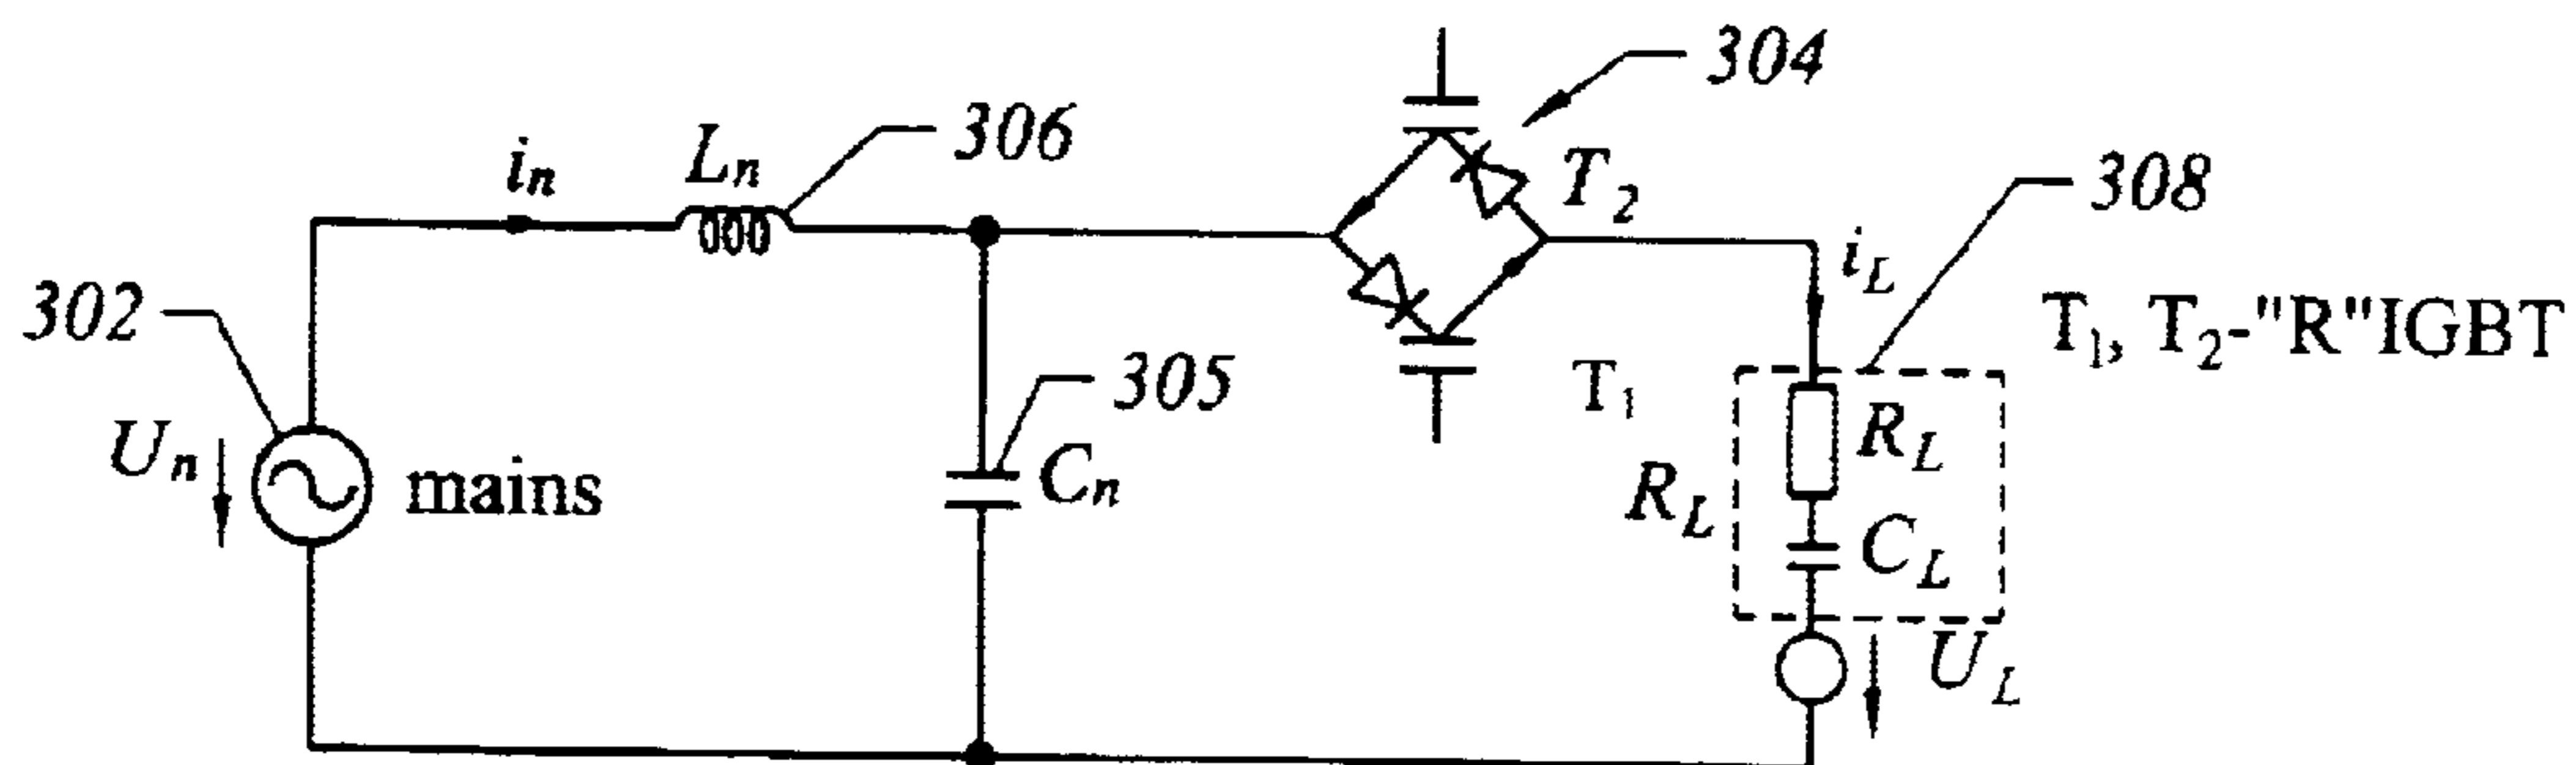 304
306
i_n
L_n
T_2
308
302
i_L
T_1, T_2-"R"IGBT
305
T_1
R_L
U_n
mains
C_n
R_L
C_L
U_L